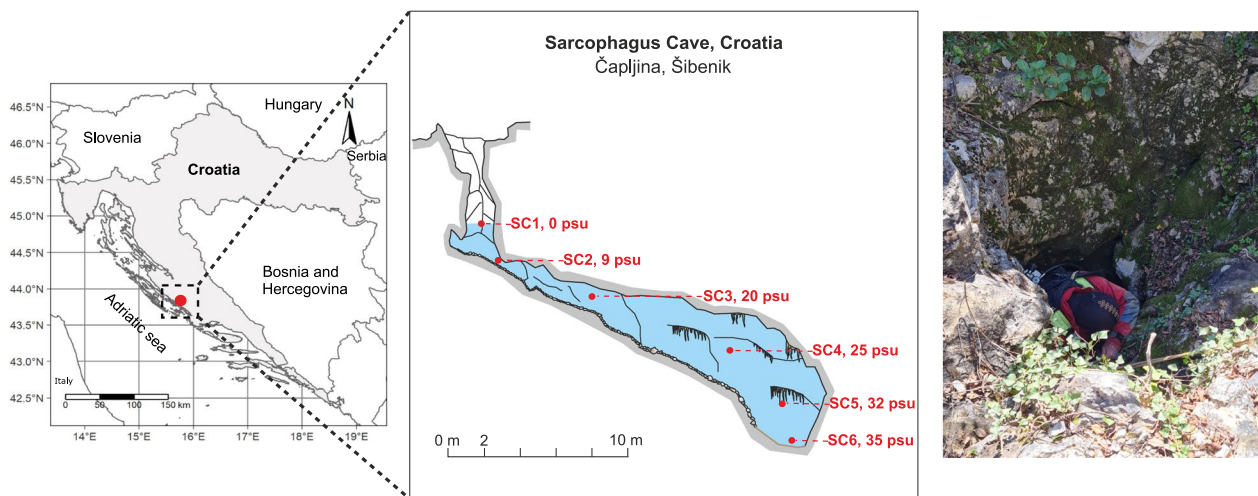 Hungary
N
Slovenia
Serbia
Croatia
Bosnia and
Hercegovina
Adriatic sea
Italy
0 50 100 150 km
46.5°N
46.0°N
45.5°N
45.0°N
44.5°N
44.0°N
43.5°N
43.0°N
42.5°N
14°E 15°E 16°E 17°E 18°E 19°E
Sarcophagus Cave, Croatia
Čapljina, Šibenik
SC1, 0 psu
SC2, 9 psu
SC3, 20 psu
SC4, 25 psu
SC5, 32 psu
SC6, 35 psu
0 m 2 10 m